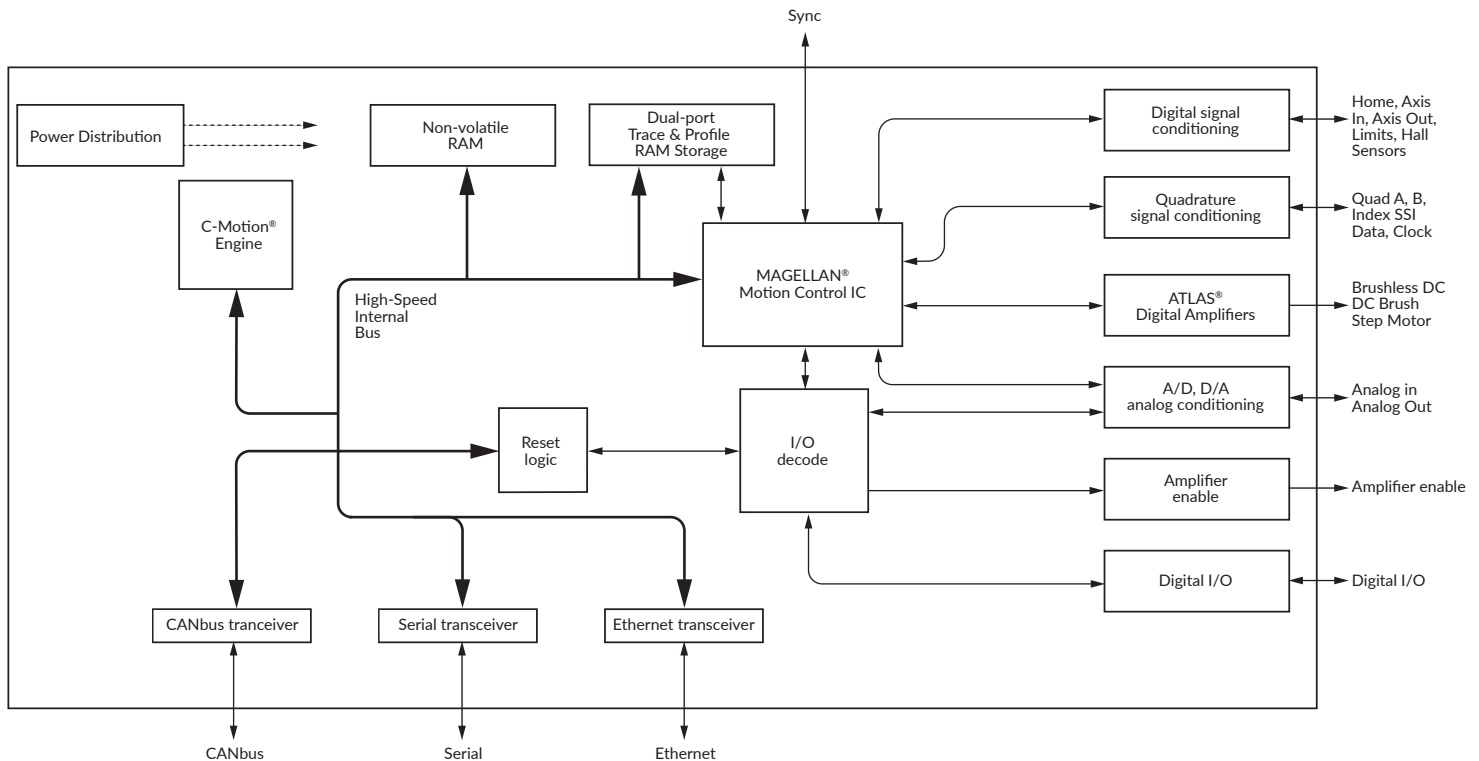 Sync
Power Distribution
Non-volatile
RAM
Dual-port
Trace & Profile
RAM Storage
Digital signal
conditioning
Home, Axis
In, Axis Out,
Limits, Hall
Sensors
C-Motion®
Engine
Quadrature
signal conditioning
Quad A, B,
Index SSI
Data, Clock
High-Speed
Internal
Bus
MAGELLAN®
Motion Control IC
ATLAS®
Digital Amplifiers
Brushless DC
DC Brush
Step Motor
A/D, D/A
analog conditioning
Analog in
Analog Out
Reset
logic
I/O
decode
Amplifier
enable
Amplifier enable
Digital I/O
Digital I/O
CANbus tranceiver
Serial transceiver
Ethernet transceiver
CANbus
Serial
Ethernet